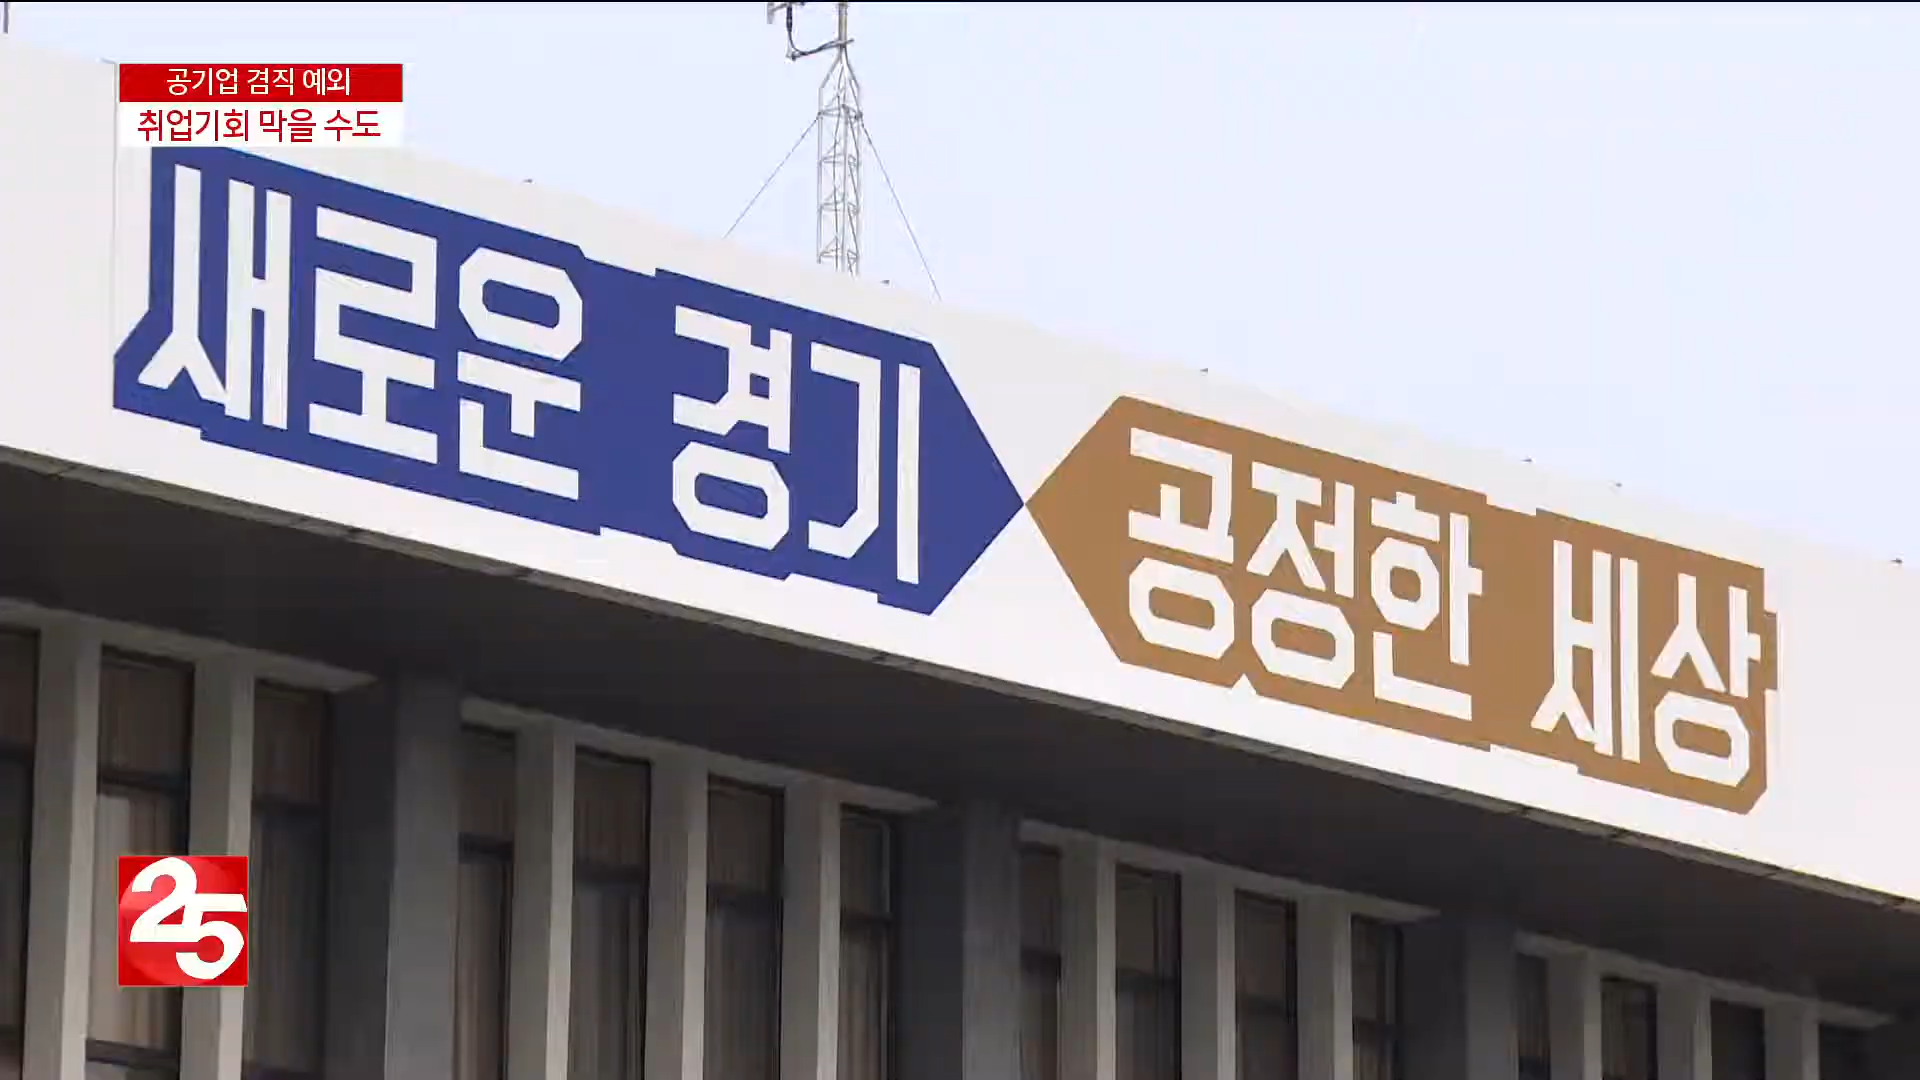 공기업 겸직 예외
취업기회 막을 수도
새로운 경기
공정한 세상
25